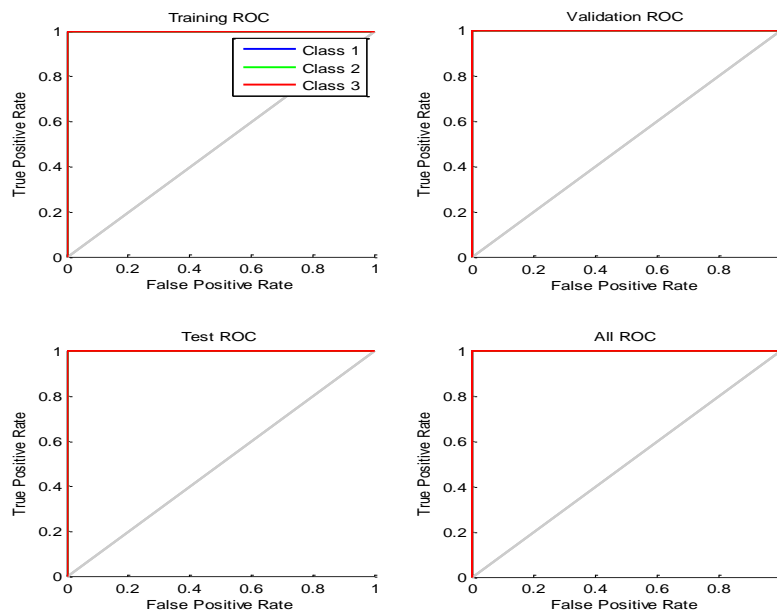 Training ROC
1
0.8
0.6
0.4
0.2
0
True Positive Rate
Class 1
Class 2
Class 3
0 0.2 0.4 0.6 0.8 1
False Positive Rate
Validation ROC
1
0.8
0.6
0.4
0.2
0
True Positive Rate
0 0.2 0.4 0.6 0.8
False Positive Rate
Test ROC
1
0.8
0.6
0.4
0.2
0
True Positive Rate
0 0.2 0.4 0.6 0.8 1
False Positive Rate
All ROC
1
0.8
0.6
0.4
0.2
0
True Positive Rate
0 0.2 0.4 0.6 0.8
False Positive Rate